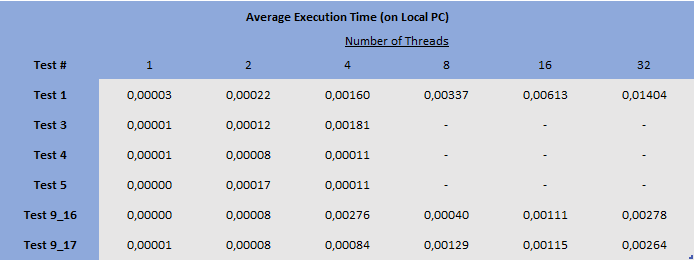 Average Execution Time (on Local PC)
Number of Threads
Test # 1 2 4 8 16 32
Test 1 0,00003 0,00022 0,00160 0,00337 0,00613 0,01404
Test 3 0,00001 0,00012 0,00181 - - -
Test 4 0,00001 0,00008 0,00011 - - -
Test 5 0,00000 0,00017 0,00011 - - -
Test 9_16 0,00000 0,00008 0,00276 0,00040 0,00111 0,00278
Test 9_17 0,00001 0,00008 0,00084 0,00129 0,00115 0,00264